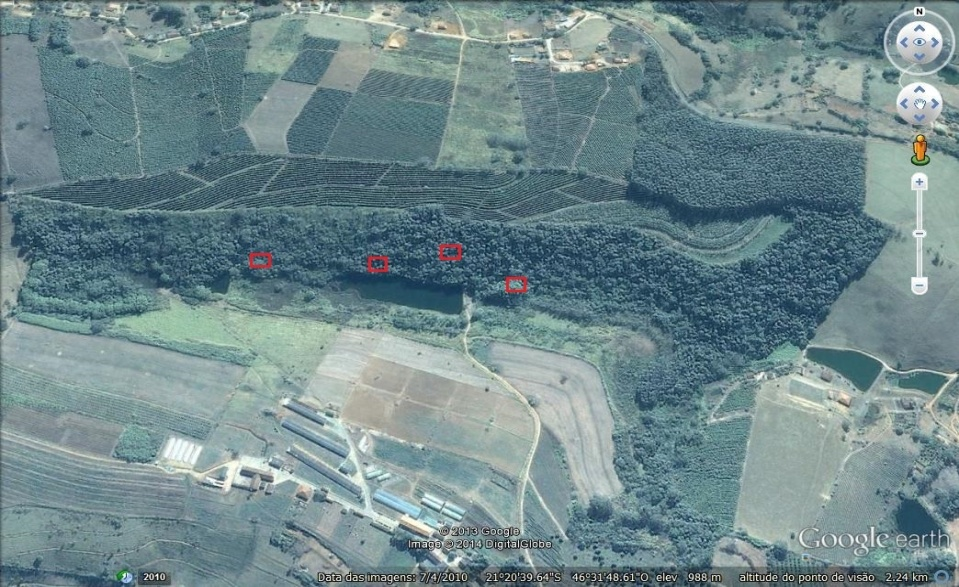 N
© 2013 Google
Image © 2014 DigitalGlobe
Google earth
2010
Data das imagens: 7/4/2010 21°20'39.64"S 46°31'48.61"O elev 988 m altitude do ponto de visão 2.24 km